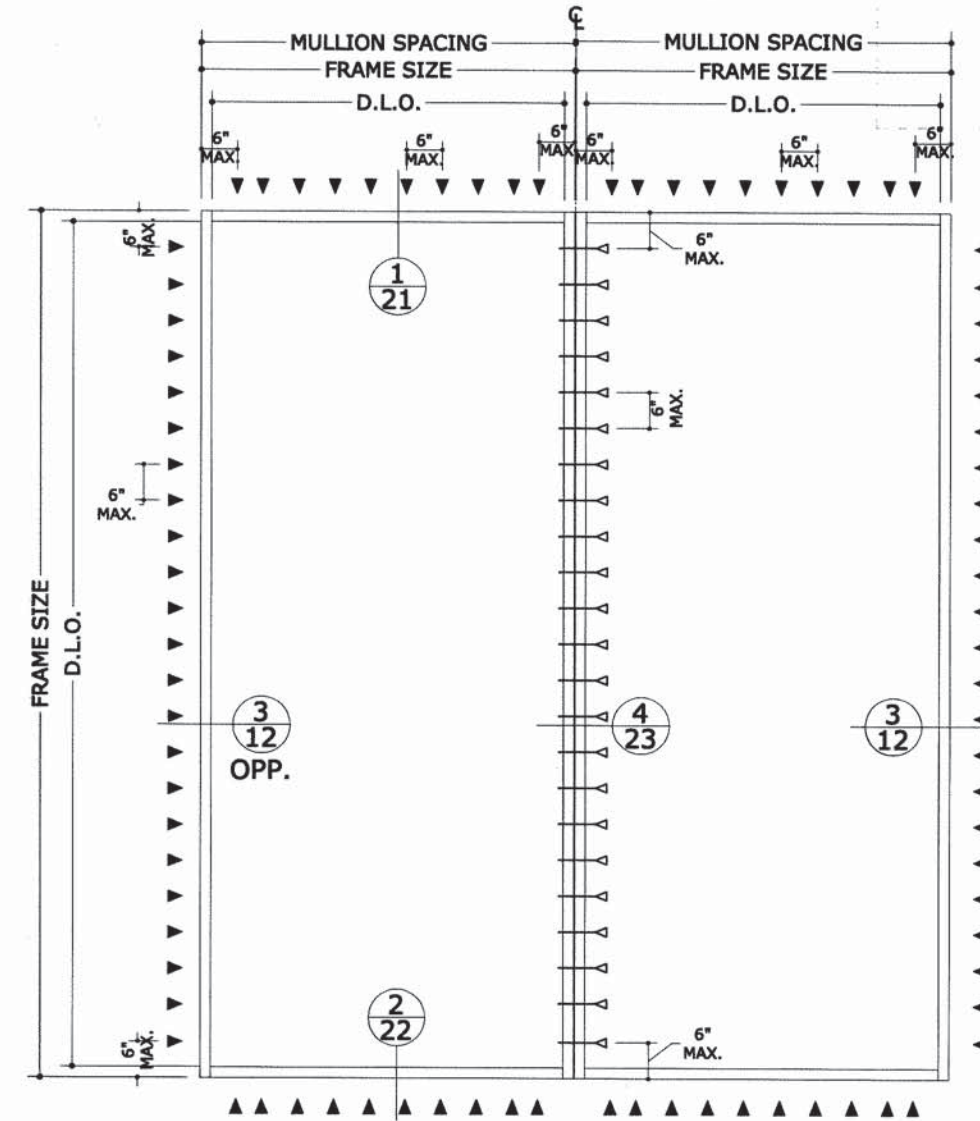 ℄
MULLION SPACING MULLION SPACING
FRAME SIZE FRAME SIZE
D.L.O. D.L.O.
6" MAX. 6" MAX. 6" MAX. 6" MAX. 6" MAX. 6" MAX.
6" MAX.
6" MAX.
1
21
6" MAX.
6" MAX.
FRAME SIZE
D.L.O.
3
12
OPP.
4
23
3
12
2
22
6" MAX.
6" MAX.